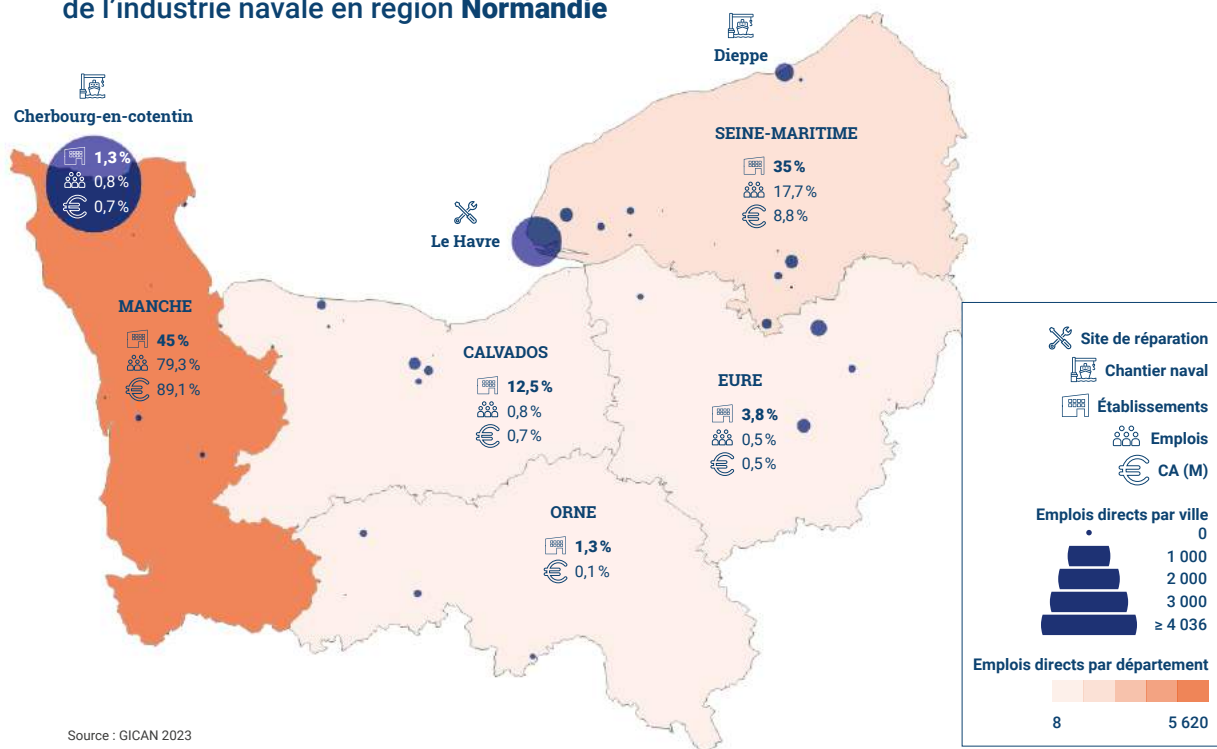 de l'industrie navale en région Normandie
Dieppe
Cherbourg-en-cotentin
1,3 %
0,8 %
0,7 %
SEINE-MARITIME
35 %
17,7 %
8,8 %
Le Havre
MANCHE
45 %
79,3 %
89,1 %
CALVADOS
12,5 %
0,8 %
0,7 %
EURE
3,8 %
0,5 %
0,5 %
ORNE
1,3 %
0,1 %
Site de réparation
Chantier naval
Établissements
Emplois
CA (M)
Emplois directs par ville
0
1 000
2 000
3 000
≥ 4 036
Emplois directs par département
8 5 620
Source : GICAN 2023